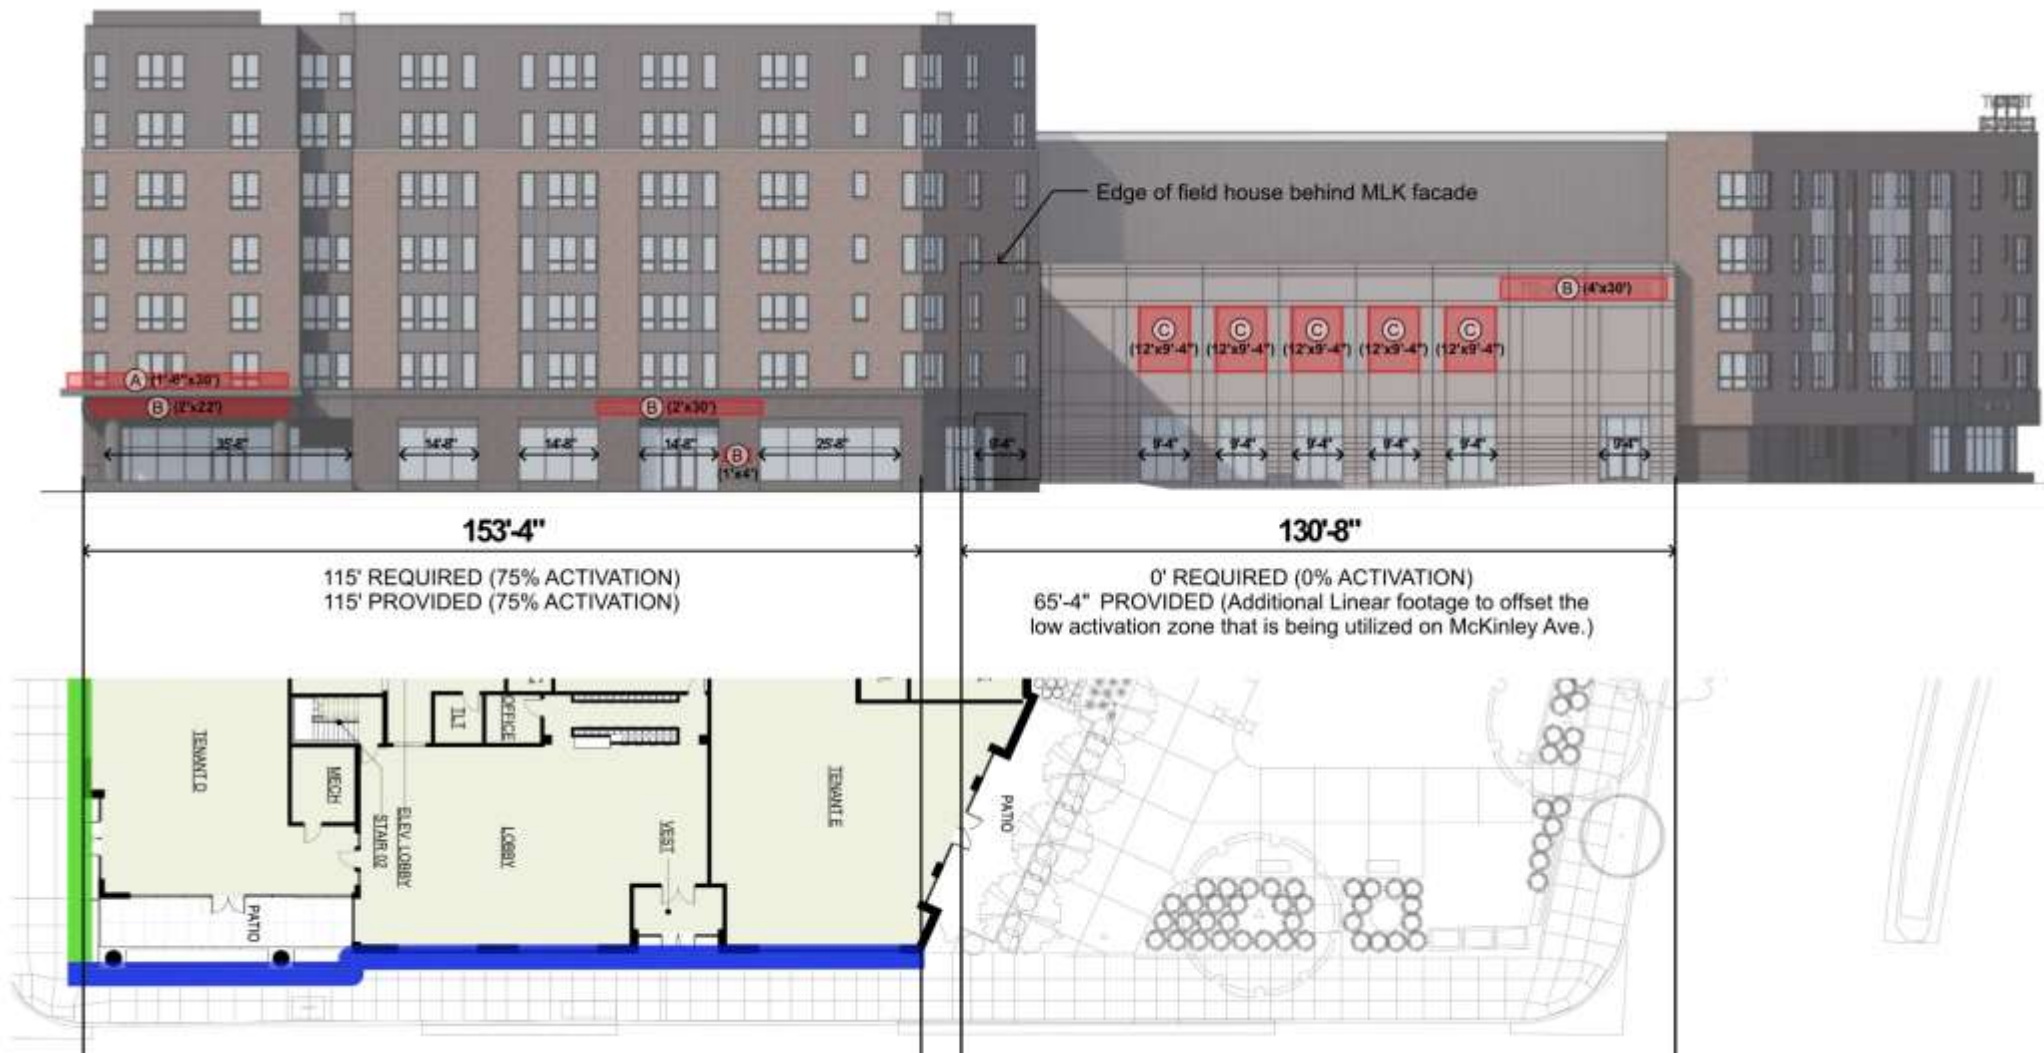 Edge of field house behind MLK facade
B (4'x30')
C C C C C
(12'x9'-4") (12'x9'-4") (12'x9'-4") (12'x9'-4") (12'x9'-4")
A (1'-6"x30')
B (2'x22')
B (2'x30')
35'-8" 14'-8" 14'-8" 14'-8" B 25'-8" 9'-4" 9'-4" 9'-4" 9'-4" 9'-4" 9'-4" 9'-4"
(1'x4')
153'-4"
130'-8"
115' REQUIRED (75% ACTIVATION)
115' PROVIDED (75% ACTIVATION)
0' REQUIRED (0% ACTIVATION)
65'-4" PROVIDED (Additional Linear footage to offset the
low activation zone that is being utilized on McKinley Ave.)
TENANT D
MECH
STAIR 02
ELEV. LOBBY
TLT
OFFICE
LOBBY
VEST
TENANT E
PATIO
PATIO